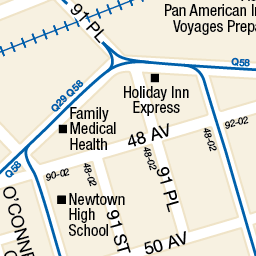 Pan American In
Voyages Prepa
91 PL
Q58
Q29 Q58
Holiday Inn
Express
Family
Medical
Health
48 AV
92-02
48-02
48-02
48-02
Q58
90-02
91 PL
Newtown
High
School
91 ST
O'CONNE
50 AV